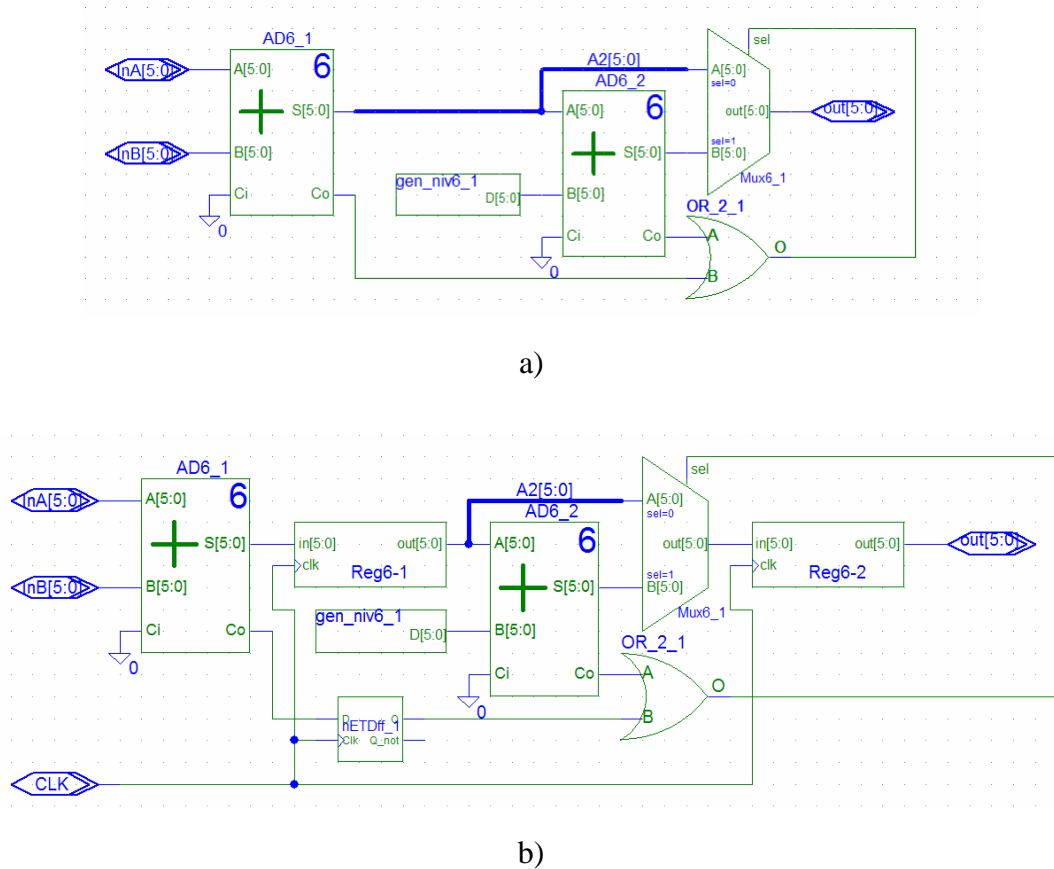 AD6_1
6
InA[5:0]
A[5:0]
S[5:0]
InB[5:0]
B[5:0]
Ci
Co
0
A2[5:0]
AD6_2
6
A[5:0]
S[5:0]
gen_niv6_1
D[5:0]
B[5:0]
Ci
Co
0
sel
A[5:0]
sel=0
out[5:0]
sel=1
B[5:0]
Mux6_1
out[5:0]
OR_2_1
A
B
O
a)
AD6_1
6
InA[5:0]
A[5:0]
S[5:0]
InB[5:0]
B[5:0]
Ci
Co
0
in[5:0]
out[5:0]
clk
Reg6-1
gen_niv6_1
D[5:0]
A2[5:0]
AD6_2
6
A[5:0]
S[5:0]
B[5:0]
Ci
Co
0
sel
A[5:0]
sel=0
out[5:0]
sel=1
B[5:0]
Mux6_1
in[5:0]
out[5:0]
clk
Reg6-2
out[5:0]
OR_2_1
A
B
O
D
Q
nETDff_1
Clk
Q_not
CLK
b)